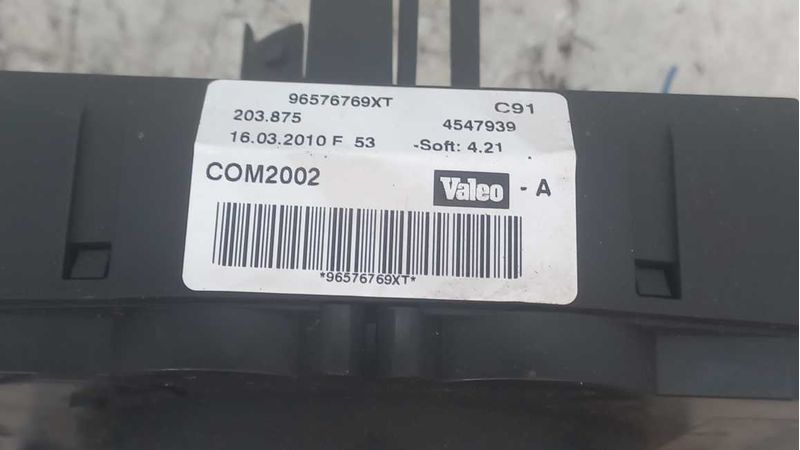 96576769XT C91
203.875 4547939
16.03.2010 F 53 -Soft: 4.21
COM2002 Valeo - A
*96576769XT*